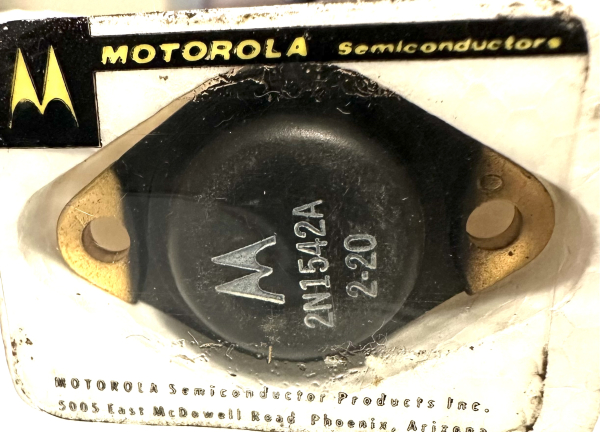 MOTOROLA Semiconductors
2N1542A
2-20
MOTOROLA Semiconductor Products Inc.
5005 East McDowell Road Phoenix, Arizona